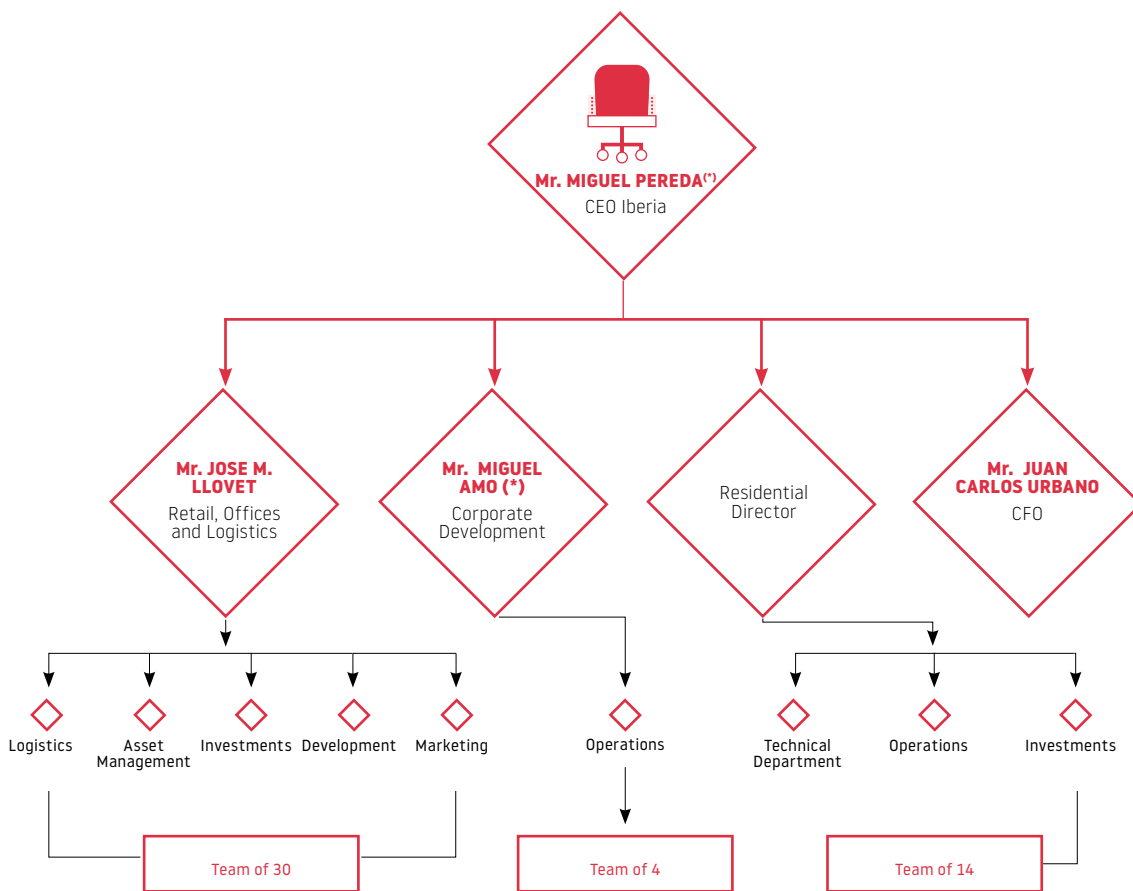 Mr. MIGUEL PEREDA(*)
CEO Iberia
Mr. JOSE M.
LLOVET
Retail, Offices
and Logistics
Mr. MIGUEL
AMO (*)
Corporate
Development
Residential
Director
Mr. JUAN
CARLOS URBANO
CFO
Logistics
Asset
Management
Investments
Development
Marketing
Operations
Technical
Department
Operations
Investments
Team of 30
Team of 4
Team of 14